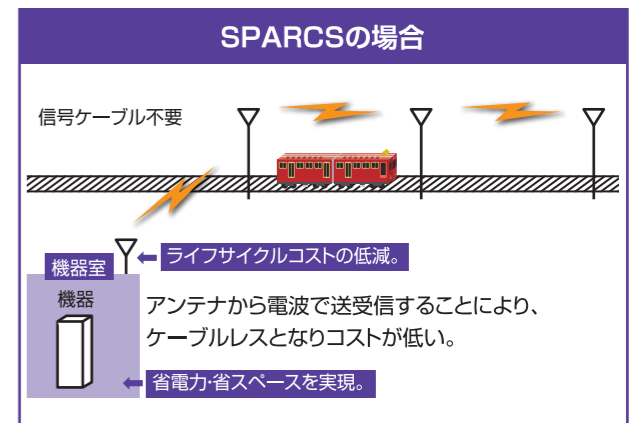 SPARCSの場合
信号ケーブル不要
ライフサイクルコストの低減。
機器室
機器
アンテナから電波で送受信することにより、
ケーブルレスとなりコストが低い。
省電力・省スペースを実現。